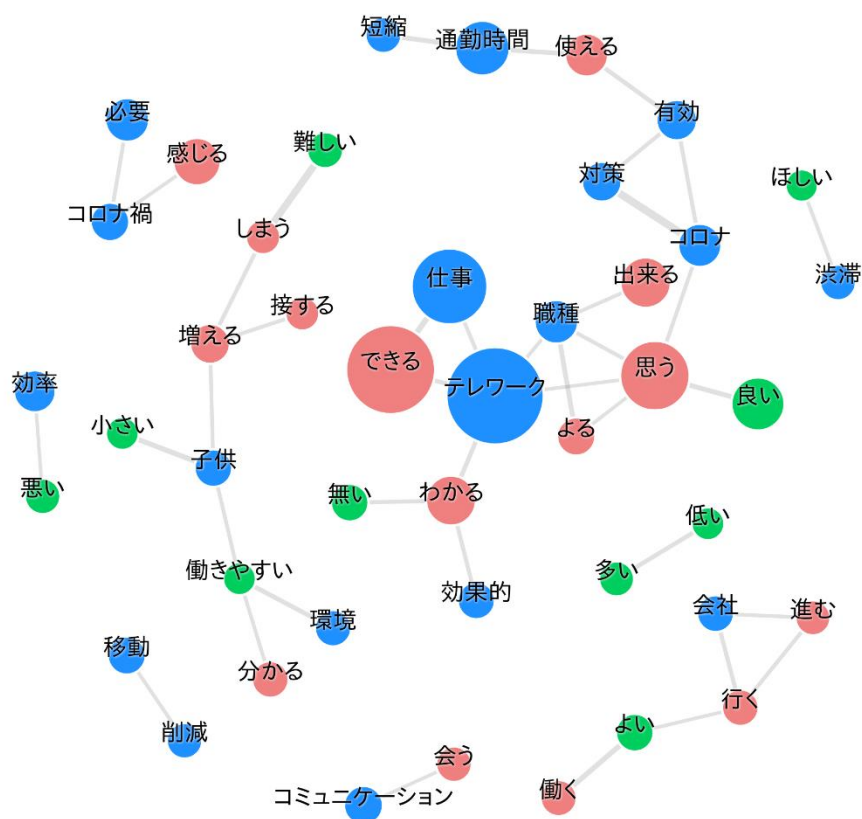 短縮
通勤時間
使える
必要
有効
難しい
感じる
対策
ほしい
コロナ禍
しまう
コロナ
渋滞
仕事
出来る
接する
職種
増える
できる
思う
テレワーク
良い
効率
小さい
よる
子供
悪い
無い
わかる
低い
働きやすい
多い
効果的
会社
進む
環境
移動
分かる
行く
削減
よい
会う
コミュニケーション
働く